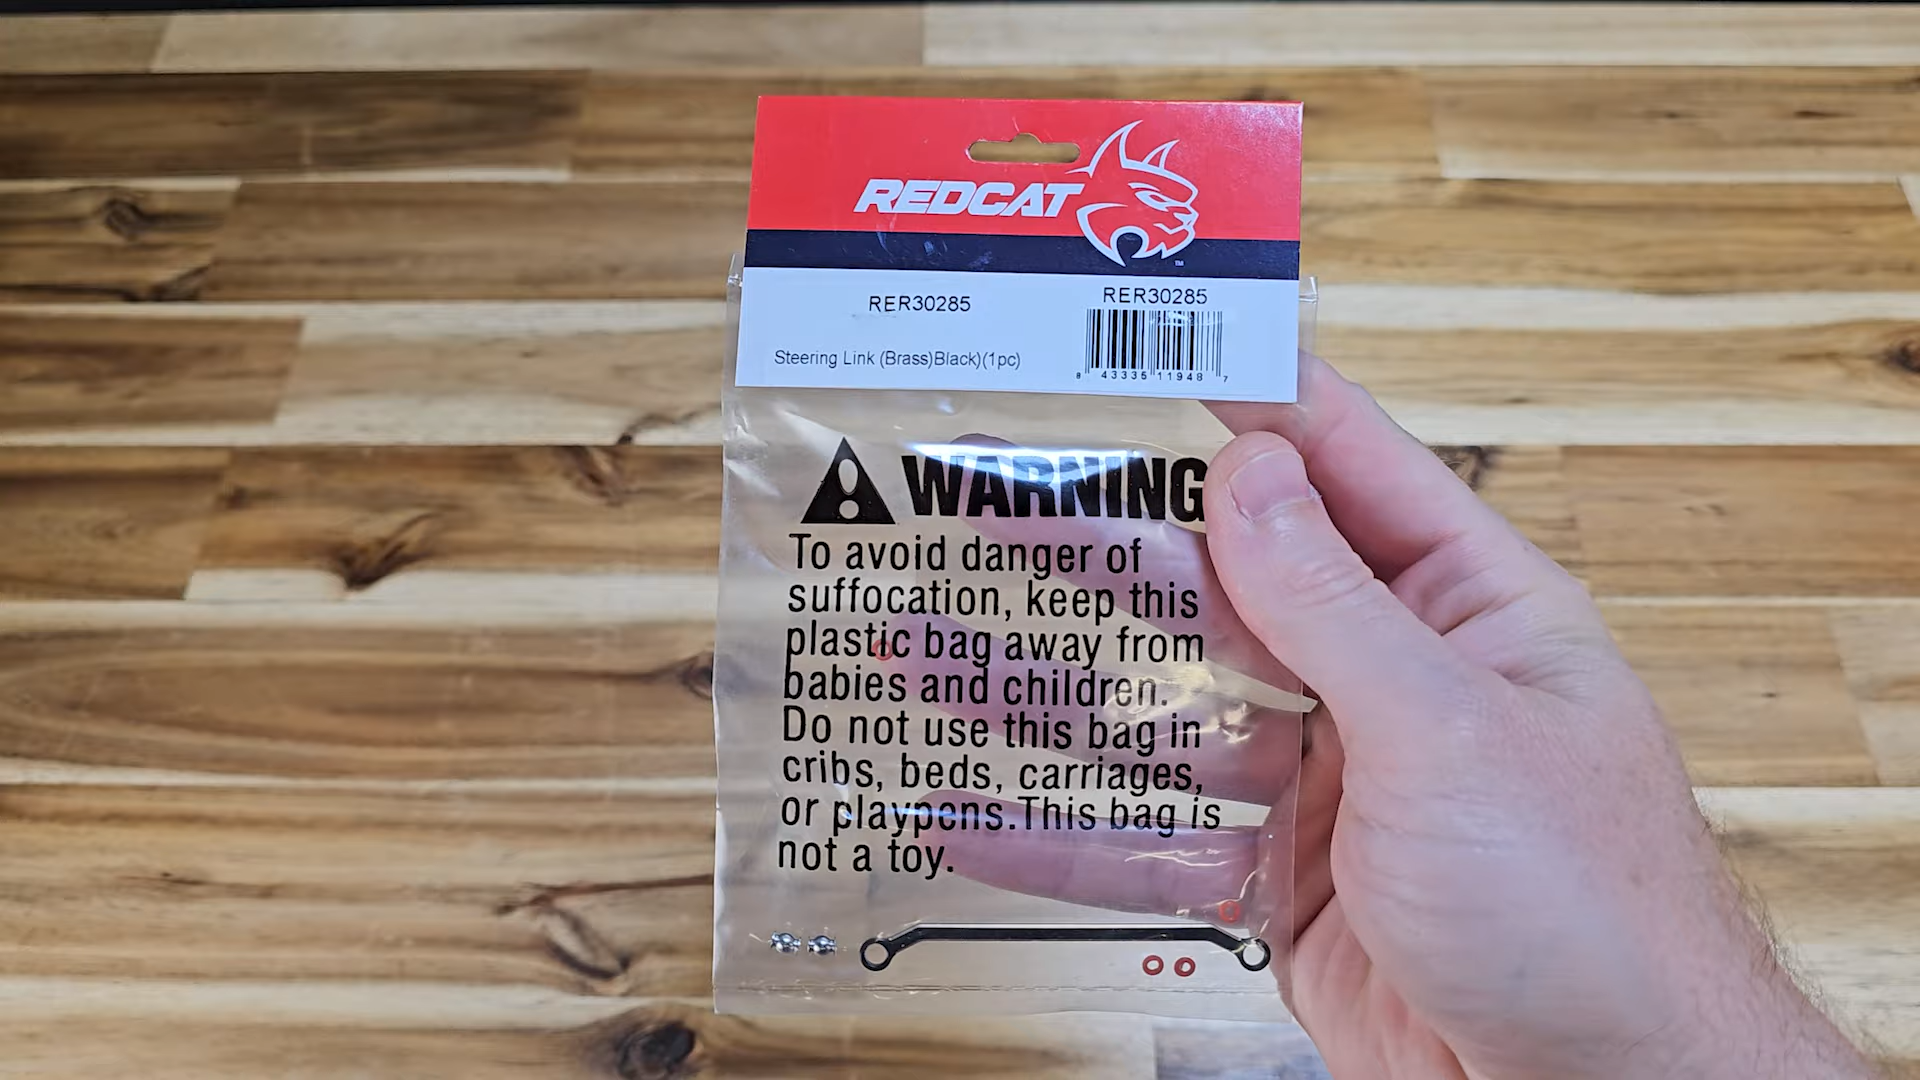 REDCAT
TM
RER30285
RER30285
Steering Link (Brass)Black)(1pc)
8 43335 11948 7
WARNING
To avoid danger of
suffocation, keep this
plastic bag away from
babies and children.
Do not use this bag in
cribs, beds, carriages,
or playpens.This bag is
not a toy.